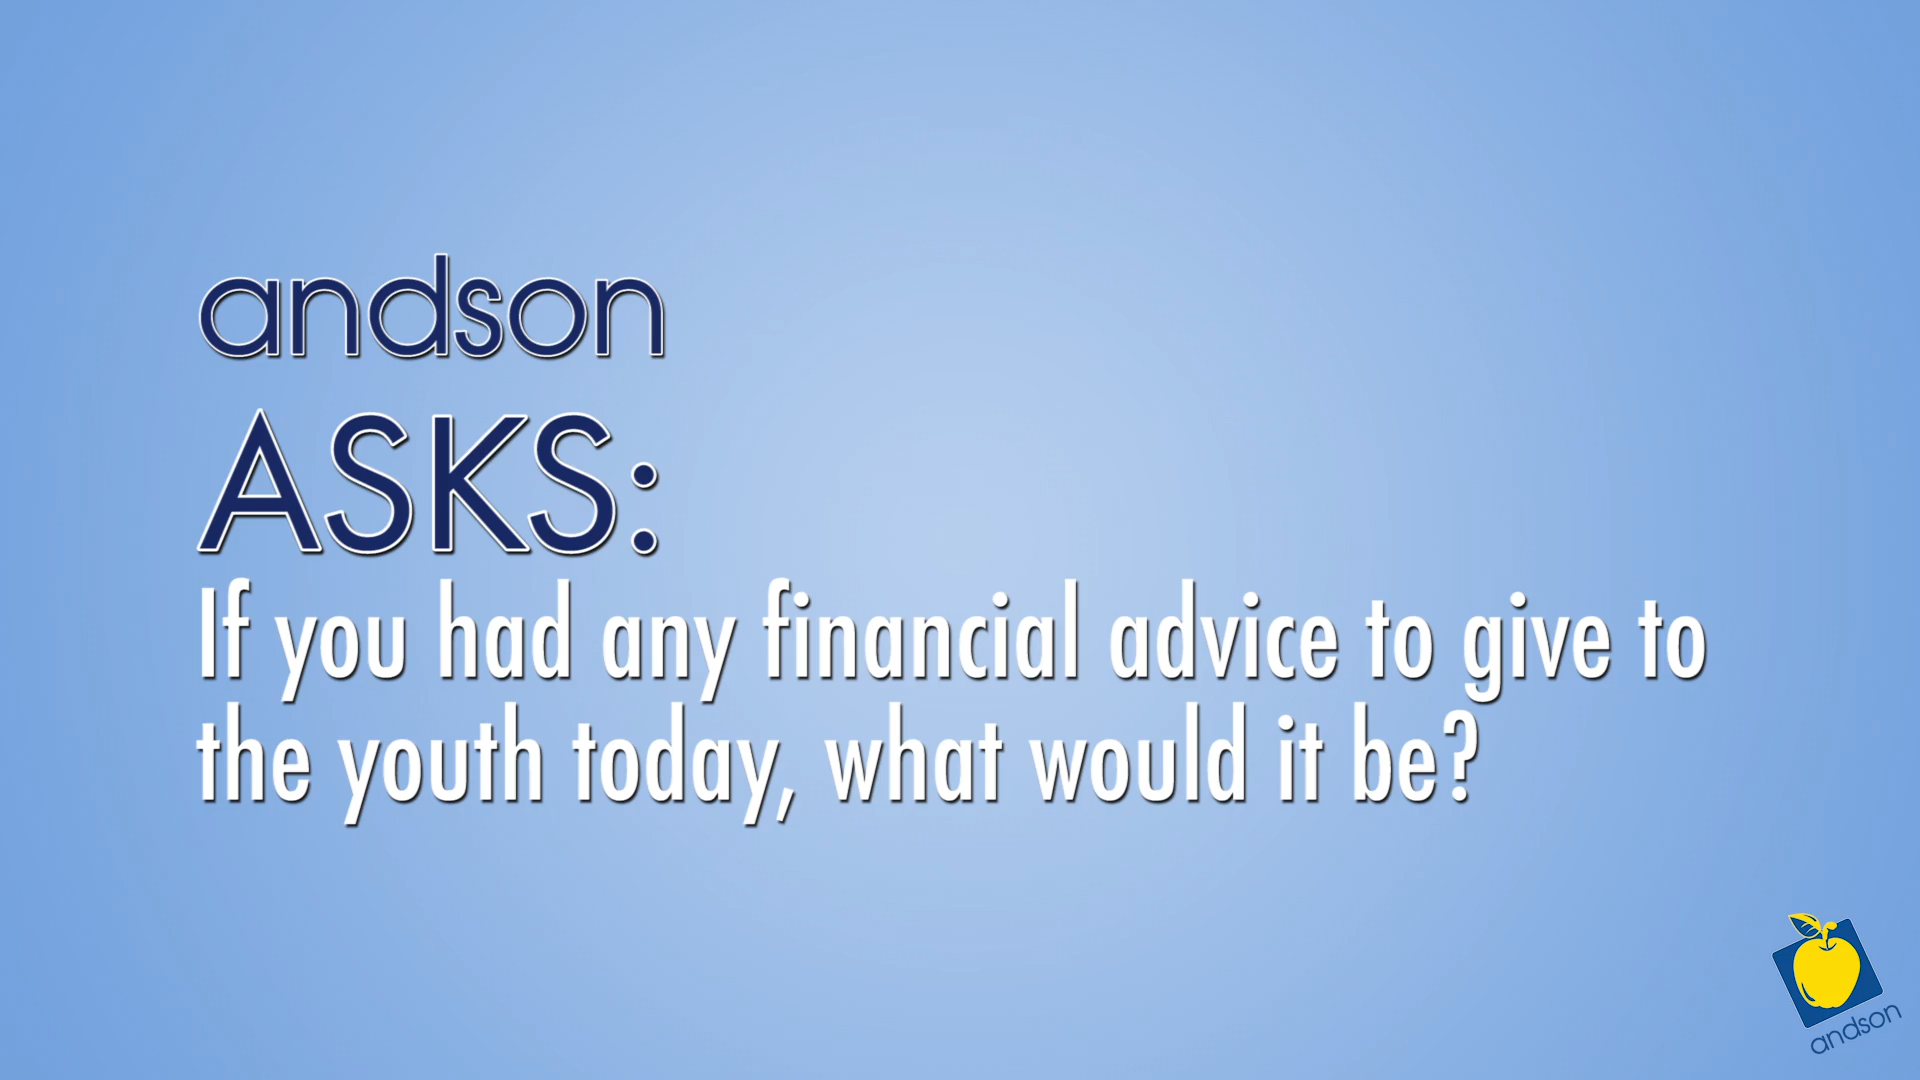 andson
ASKS:
If you had any financial advice to give to
the youth today, what would it be?
andson